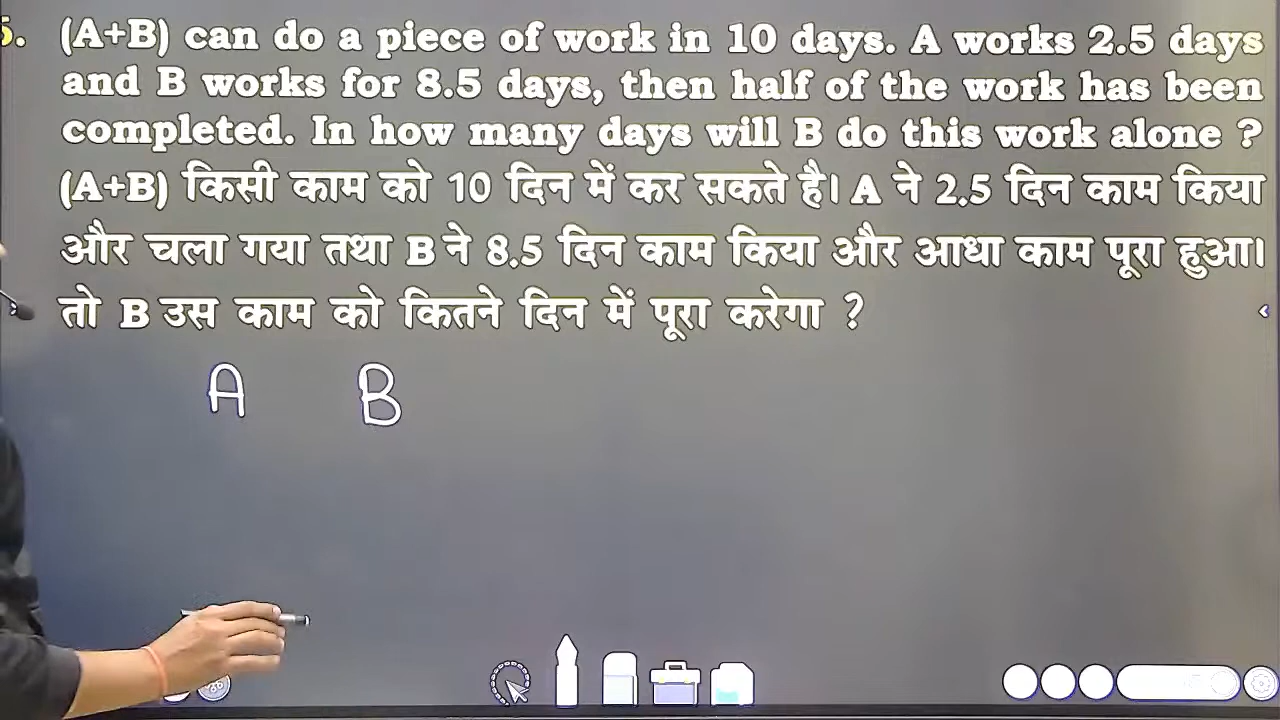 5. (A+B) can do a piece of work in 10 days. A works 2.5 days
and B works for 8.5 days, then half of the work has been
completed. In how many days will B do this work alone ?
(A+B) किसी काम को 10 दिन में कर सकते है। A ने 2.5 दिन काम किया
और चला गया तथा B ने 8.5 दिन काम किया और आधा काम पूरा हुआ।
तो B उस काम को कितने दिन में पूरा करेगा ?
A B